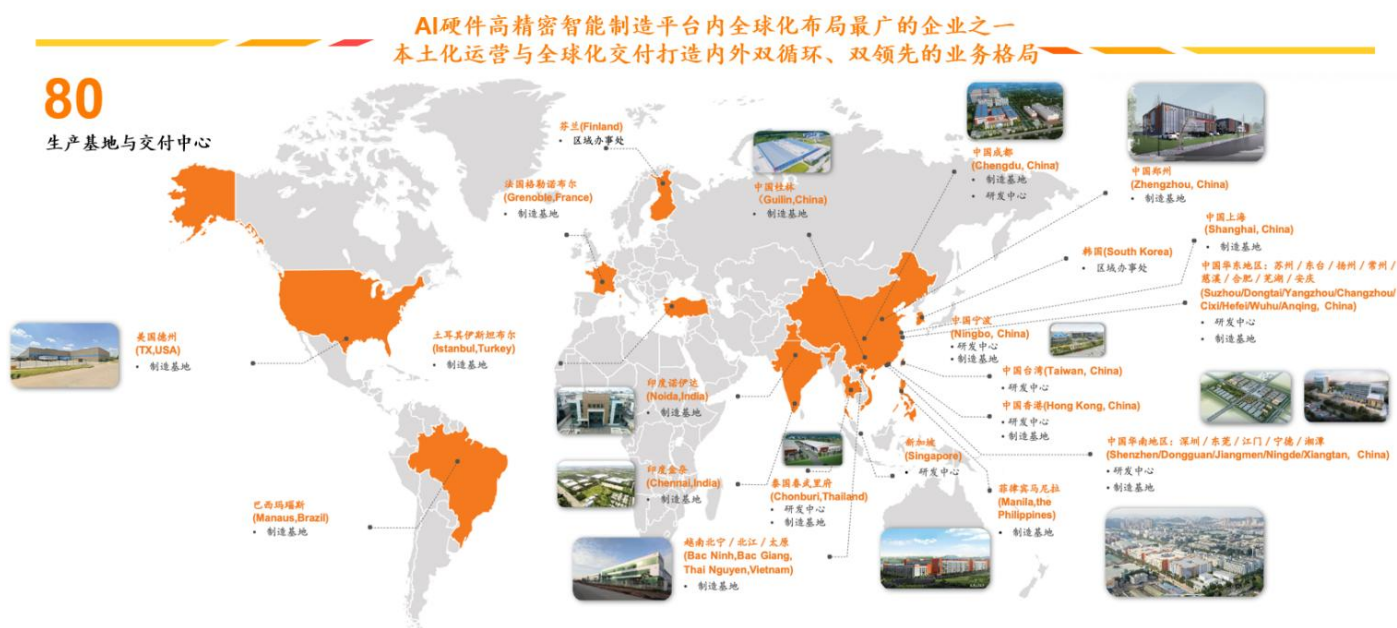 AI硬件高精密智能制造平台内全球化布局最广的企业之一
本土化运营与全球化交付打造内外双循环、双领先的业务格局
80
生产基地与交付中心
芬兰(Finland)
• 区域办事处
法国格勒诺布尔
(Grenoble,France)
• 制造基地
中国桂林
(Guilin,China)
• 制造基地
中国成都
(Chengdu, China)
• 制造基地
• 研发中心
中国郑州
(Zhengzhou, China)
• 制造基地
中国上海
(Shanghai, China)
• 制造基地
韩国(South Korea)
• 区域办事处
中国华东地区：苏州/东台/扬州/常州/
慈溪/合肥/芜湖/安庆
(Suzhou/Dongtai/Yangzhou/Changzhou/
Cixi/Hefei/Wuhu/Anqing, China)
• 研发中心
• 制造基地
美国德州
(TX,USA)
• 制造基地
土耳其伊斯坦布尔
(Istanbul,Turkey)
• 制造基地
中国宁波
(Ningbo, China)
• 研发中心
• 制造基地
中国台湾(Taiwan, China)
• 研发中心
印度诺伊达
(Noida,India)
• 制造基地
中国香港(Hong Kong, China)
• 研发中心
• 制造基地
中国华南地区：深圳/东莞/江门/宁德/湘潭
(Shenzhen/Dongguan/Jiangmen/Ningde/Xiangtan, China)
• 研发中心
• 制造基地
新加坡
(Singapore)
• 研发中心
印度金奈
(Chennai,India)
• 制造基地
泰国春武里府
(Chonburi,Thailand)
• 研发中心
• 制造基地
菲律宾马尼拉
(Manila,the
Philippines)
• 制造基地
巴西玛瑙斯
(Manaus,Brazil)
• 制造基地
越南北宁/北江/太原
(Bac Ninh,Bac Giang,
Thai Nguyen,Vietnam)
• 制造基地